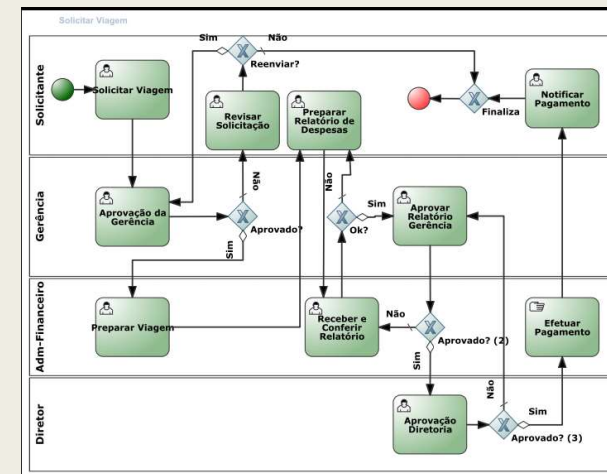 Solicitar Viagem
Solicitante
Sim
Não
Reenviar?
Solicitar Viagem
Revisar
Solicitação
Preparar
Relatório de
Despesas
Finaliza
Notificar
Pagamento
Gerência
Aprovação da
Gerência
Não
Aprovado?
Sim
Não
Ok?
Sim
Aprovar
Relatório
Gerência
Adm-Financeiro
Preparar Viagem
Receber e
Conferir
Relatório
Não
Aprovado? (2)
Sim
Efetuar
Pagamento
Diretor
Aprovação
Diretoria
Não
Sim
Aprovado? (3)